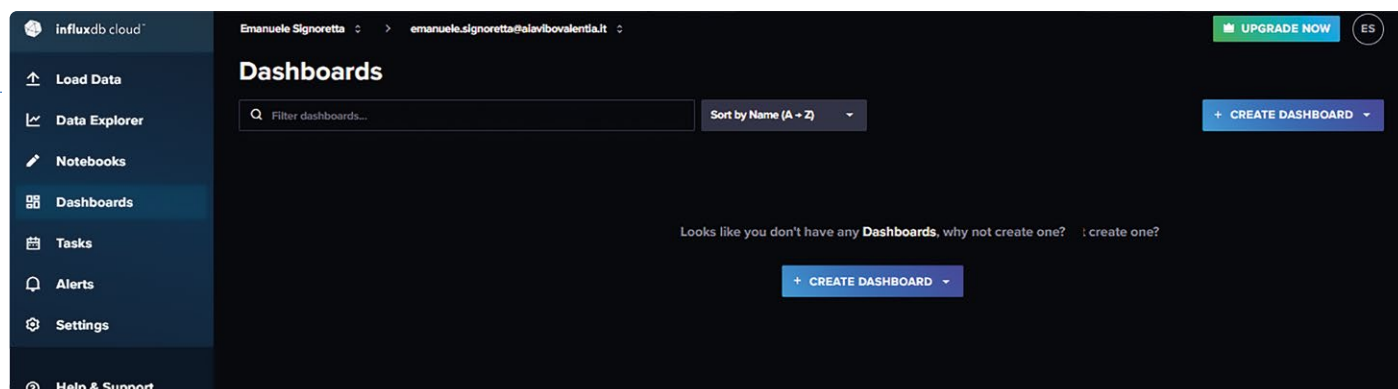 influxdb cloud™
Emanuele Signoretta > emanuele.signoretta@aiavibovalentia.it
UPGRADE NOW
ES
Load Data
Data Explorer
Notebooks
Dashboards
Tasks
Alerts
Settings
Help & Support
Dashboards
Filter dashboards...
Sort by Name (A → Z)
+ CREATE DASHBOARD
Looks like you don't have any Dashboards, why not create one? t create one?
+ CREATE DASHBOARD